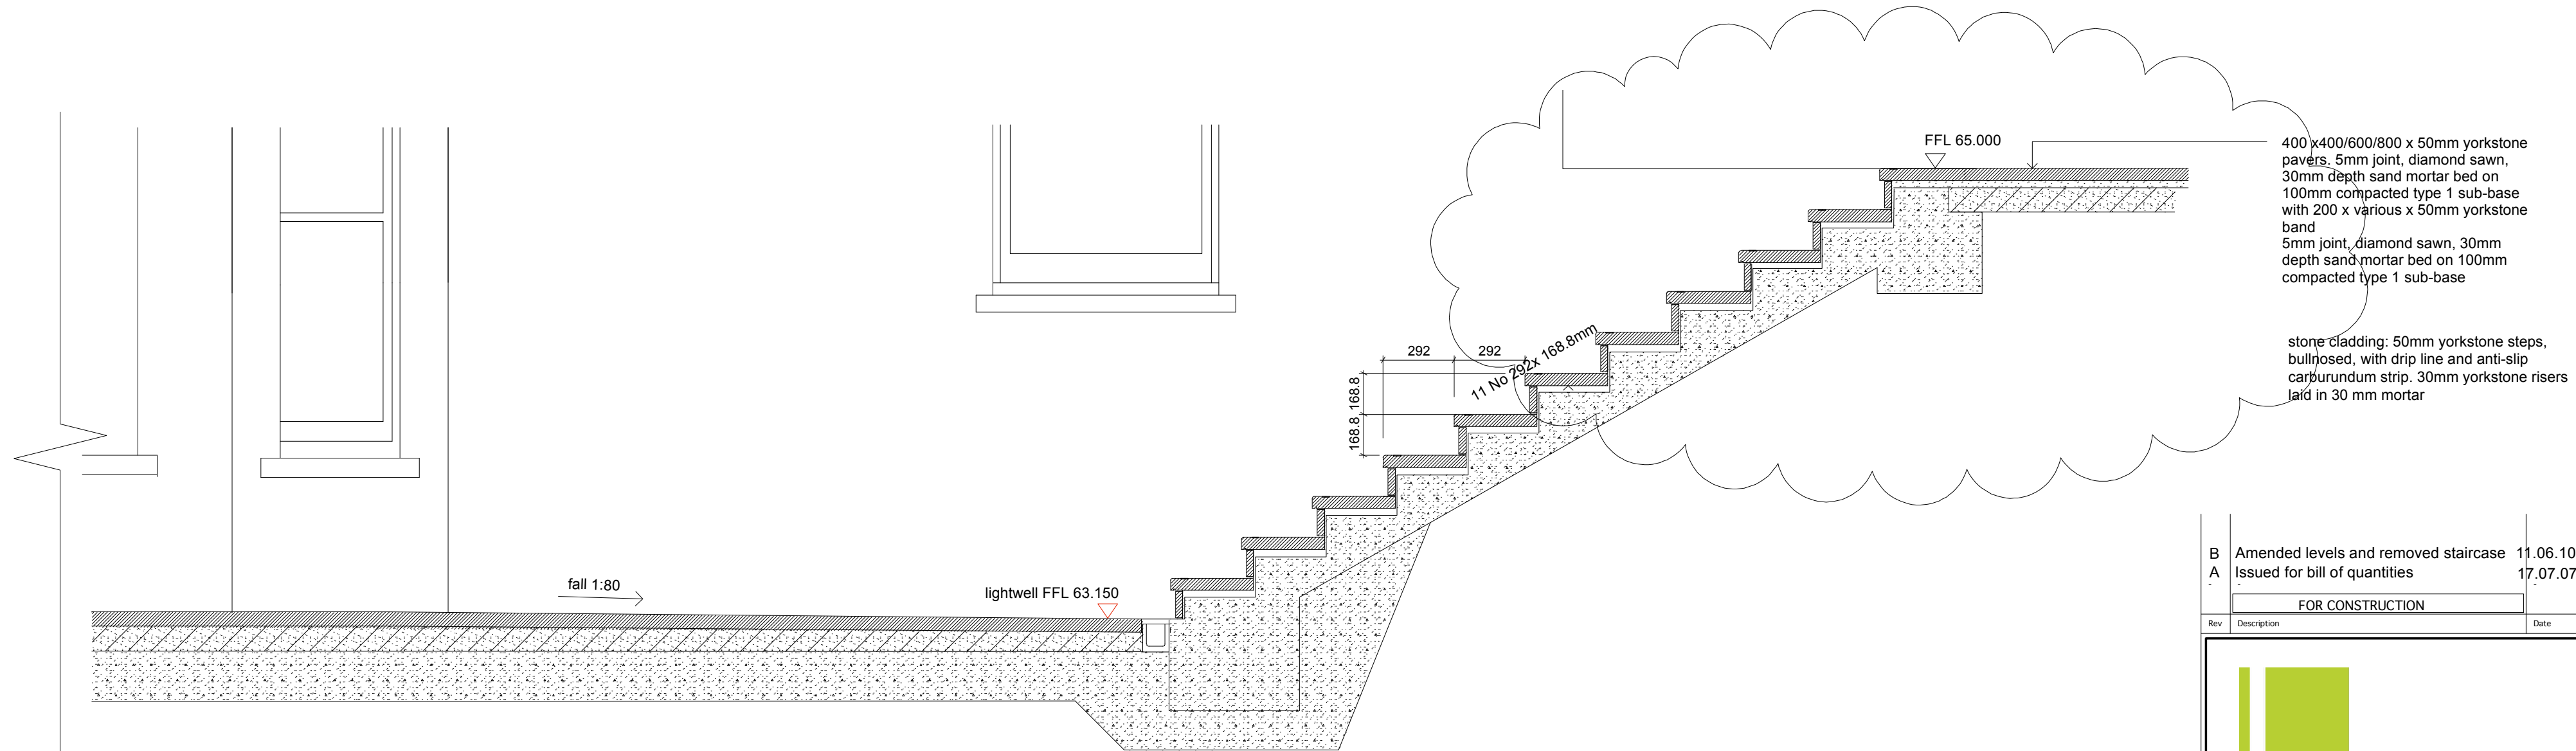 FFL 65.000
400 x400/600/800 x 50mm yorkstone
pavers. 5mm joint, diamond sawn,
30mm depth sand mortar bed on
100mm compacted type 1 sub-base
with 200 x various x 50mm yorkstone
band
5mm joint, diamond sawn, 30mm
depth sand mortar bed on 100mm
compacted type 1 sub-base
stone cladding: 50mm yorkstone steps,
bullnosed, with drip line and anti-slip
carburundum strip. 30mm yorkstone risers
laid in 30 mm mortar
292
292
11 No 292x 168.8mm
168.8
168.8
fall 1:80
lightwell FFL 63.150
B Amended levels and removed staircase 11.06.10
A Issued for bill of quantities 17.07.07
- - -
FOR CONSTRUCTION
Rev Description Date